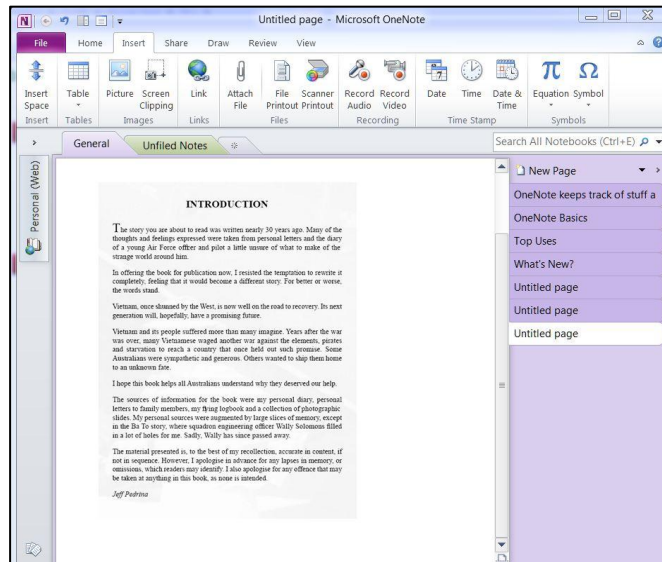 Untitled page - Microsoft OneNote
File Home Insert Share Draw Review View
Insert Space Table Picture Screen Clipping Link Attach File File Printout Scanner Printout Record Audio Record Video Date Time Date & Time Equation Symbol
Insert Tables Images Links Files Recording Time Stamp Symbols
General Unfiled Notes
Search All Notebooks (Ctrl+E)
Personal (Web)
New Page
OneNote keeps track of stuff a
OneNote Basics
Top Uses
What's New?
Untitled page
Untitled page
Untitled page
INTRODUCTION
The story you are about to read was written nearly 30 years ago. Many of the
thoughts and feelings expressed were taken from personal letters and the diary
of a young Air Force officer and pilot a little unsure of what to make of the
strange world around him.
In offering the book for publication now, I resisted the temptation to rewrite it
completely, feeling that it would become a different story. For better or worse,
the words stand.
Vietnam, once shunned by the West, is now well on the road to recovery. Its next
generation will, hopefully, have a promising future.
Vietnam and its people suffered more than many imagine. Years after the war
was over, many Vietnamese waged another war against the elements, pirates
and starvation to reach a country that once held out such promise. Some
Australians were sympathetic and generous. Others wanted to ship them home
to an unknown fate.
I hope this book helps all Australians understand why they deserved our help.
The sources of information for the book were my personal diary, personal
letters to family members, my flying logbook and a collection of photographic
slides. My personal sources were augmented by large slices of memory, except
in the Ba To story, where squadron engineering officer Wally Solomons filled
in a lot of holes for me. Sadly, Wally has since passed away.
The material presented is, to the best of my recollection, accurate in content, if
not in sequence. However, I apologise in advance for any lapses in memory, or
omissions, which readers may identify. I also apologise for any offence that may
be taken at anything in this book, as none is intended.
Jeff Pedrina